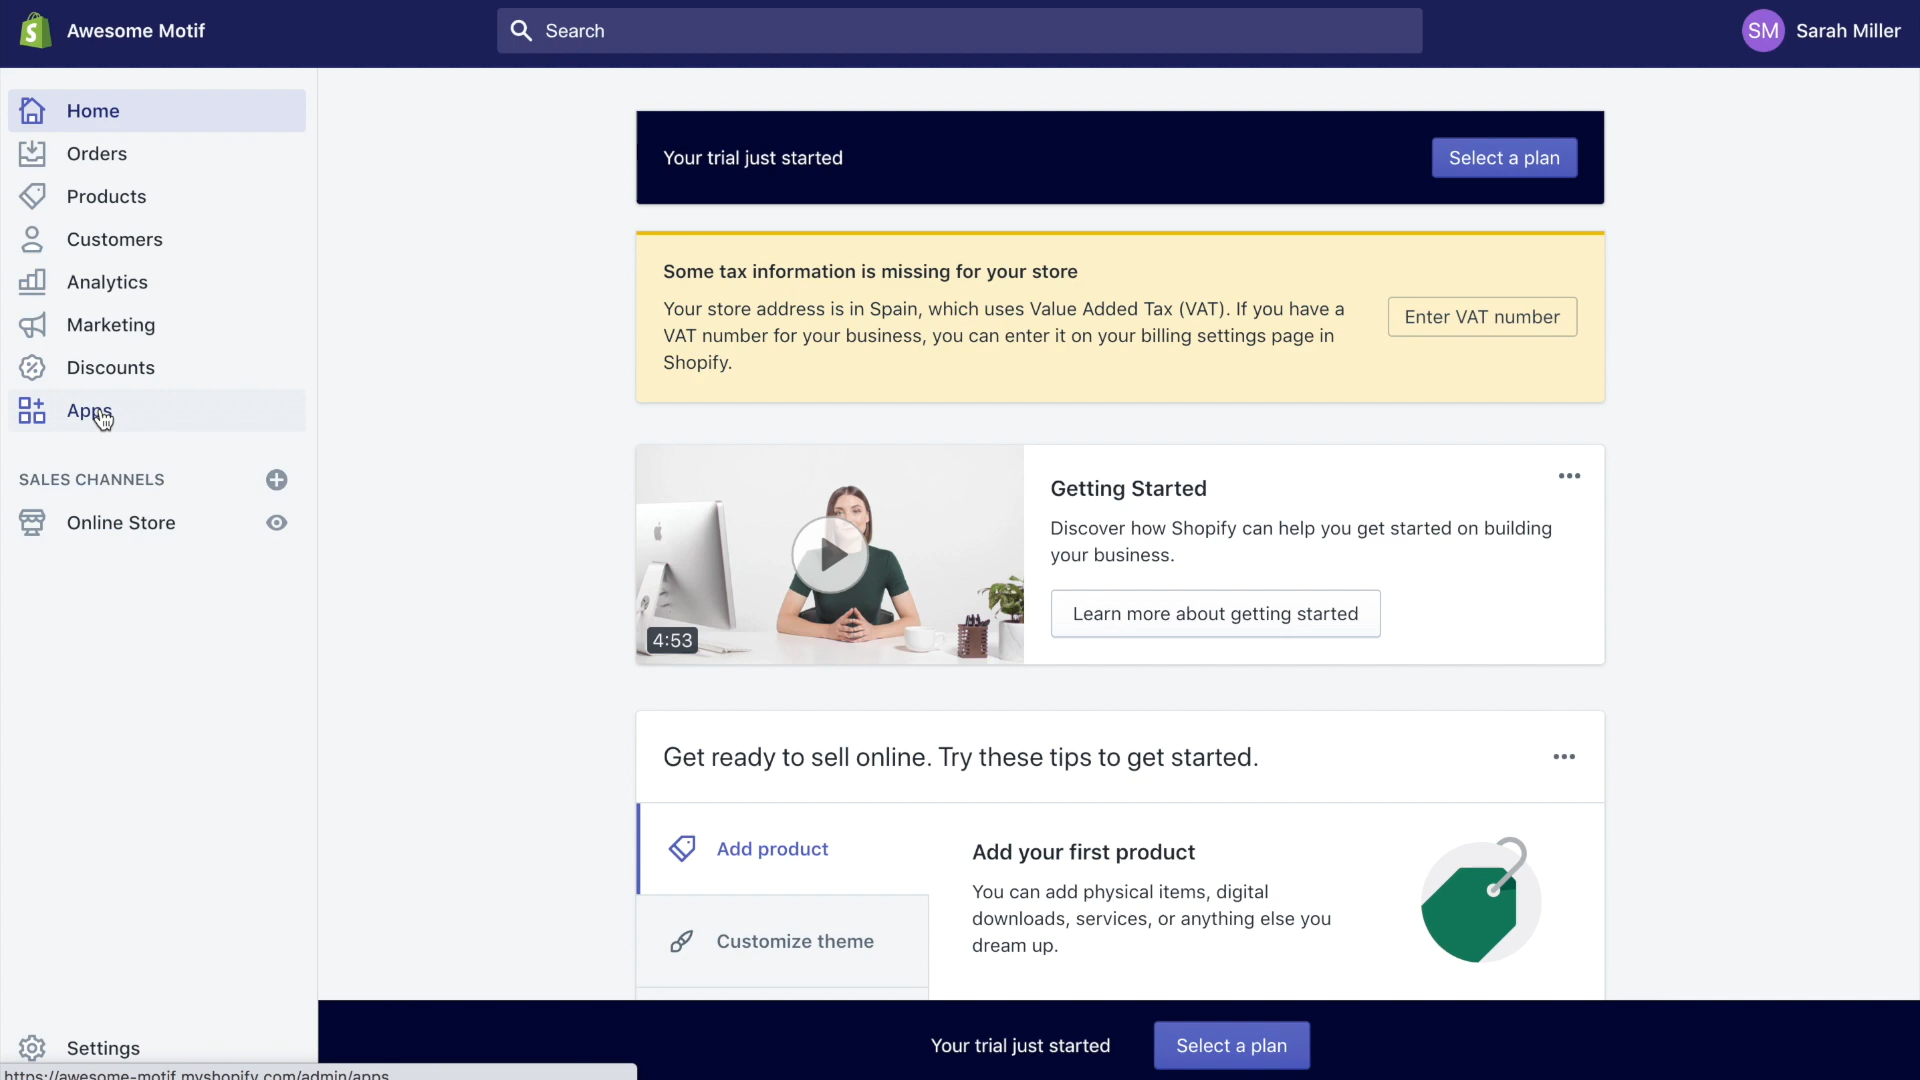 Awesome Motif
Search
SM
Sarah Miller
Home
Orders
Products
Customers
Analytics
Marketing
Discounts
Apps
SALES CHANNELS
Online Store
Settings
https://awesome-motif.myshopify.com/admin/apps
Your trial just started
Select a plan
Some tax information is missing for your store
Your store address is in Spain, which uses Value Added Tax (VAT). If you have a
VAT number for your business, you can enter it on your billing settings page in
Shopify.
Enter VAT number
4:53
Getting Started
Discover how Shopify can help you get started on building
your business.
Learn more about getting started
Get ready to sell online. Try these tips to get started.
Add product
Customize theme
Add your first product
You can add physical items, digital
downloads, services, or anything else you
dream up.
Your trial just started
Select a plan